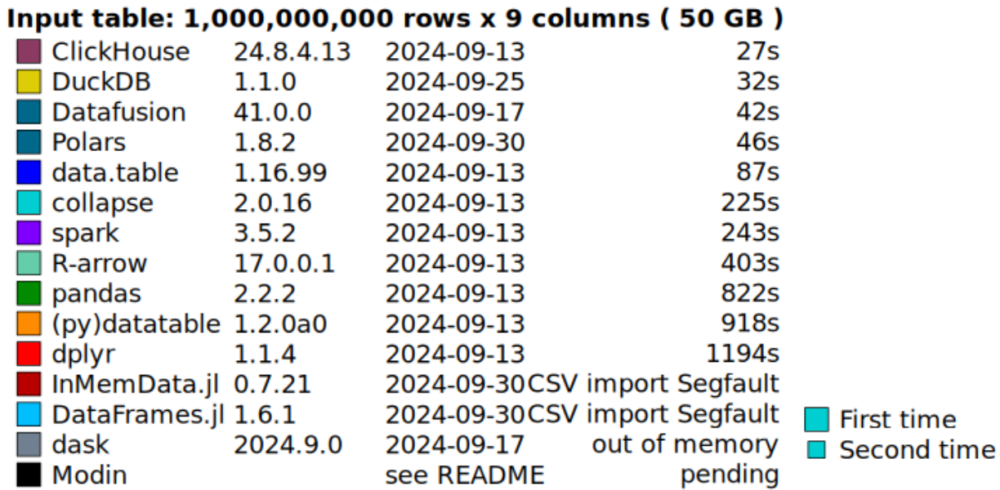 Input table: 1,000,000,000 rows x 9 columns ( 50 GB )
ClickHouse 24.8.4.13 2024-09-13 27s
DuckDB 1.1.0 2024-09-25 32s
Datafusion 41.0.0 2024-09-17 42s
Polars 1.8.2 2024-09-30 46s
data.table 1.16.99 2024-09-13 87s
collapse 2.0.16 2024-09-13 225s
spark 3.5.2 2024-09-13 243s
R-arrow 17.0.0.1 2024-09-13 403s
pandas 2.2.2 2024-09-13 822s
(py)datatable 1.2.0a0 2024-09-13 918s
dplyr 1.1.4 2024-09-13 1194s
InMemData.jl 0.7.21 2024-09-30 CSV import Segfault
DataFrames.jl 1.6.1 2024-09-30 CSV import Segfault
dask 2024.9.0 2024-09-17 out of memory
Modin see README pending
First time
Second time